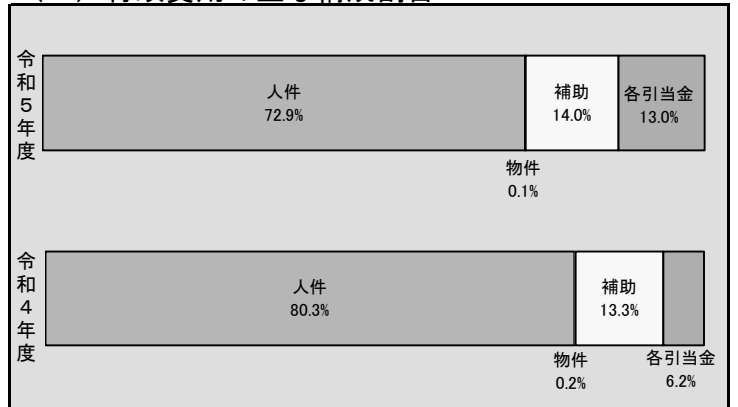 令和５年度
人件
72.9%
補助
14.0%
各引当金
13.0%
物件
0.1%
令和４年度
人件
80.3%
補助
13.3%
物件
0.2%
各引当金
6.2%